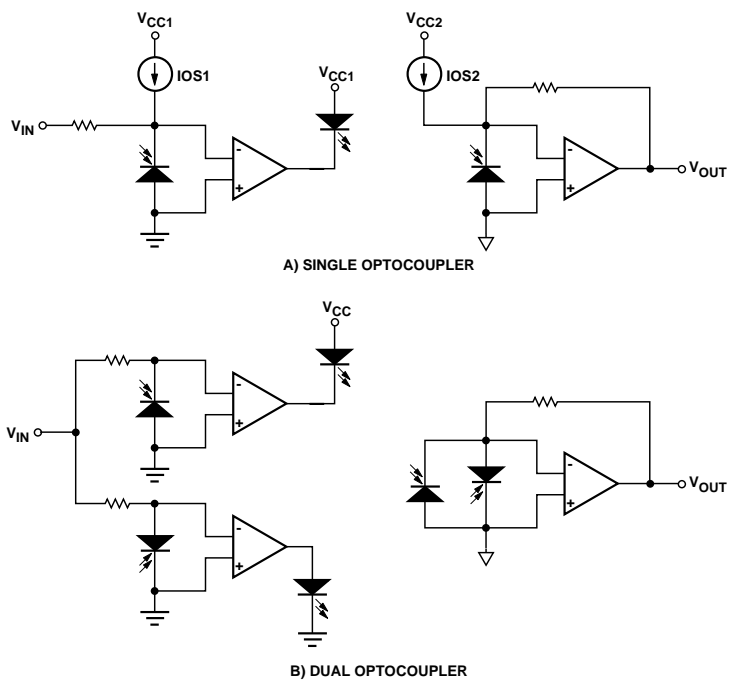 VCC1
IOS1
VIN
-
+
VCC1
VCC2
IOS2
-
+
VOUT
A) SINGLE OPTOCOUPLER
VCC
VIN
-
+
-
+
-
+
VOUT
B) DUAL OPTOCOUPLER